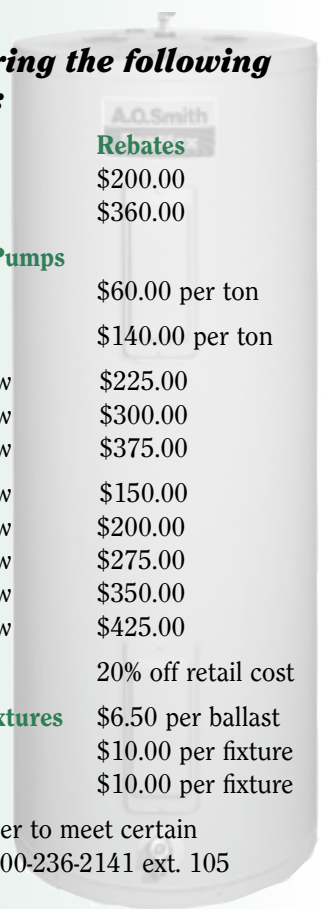 ring the following
A.O.Smith
Rebates
$200.00
$360.00
Pumps
$60.00 per ton
$140.00 per ton
w $225.00
w $300.00
w $375.00
w $150.00
w $200.00
w $275.00
w $350.00
w $425.00
20% off retail cost
xtures $6.50 per ballast
$10.00 per fixture
$10.00 per fixture
er to meet certain
00-236-2141 ext. 105